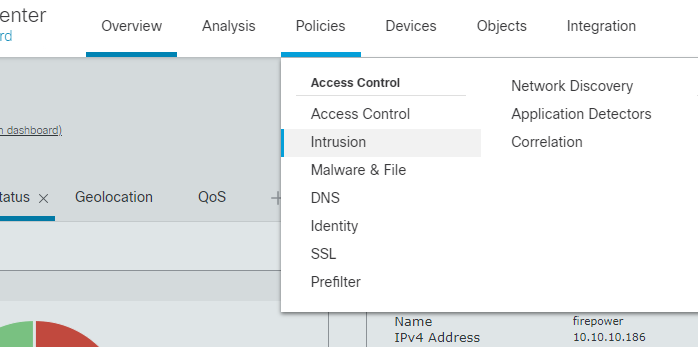 enter
rd
Overview Analysis Policies Devices Objects Integration
Access Control
Access Control
Intrusion
Malware & File
DNS
Identity
SSL
Prefilter
Network Discovery
Application Detectors
Correlation
n dashboard)
tatus × Geolocation QoS +
Name firepower
IPv4 Address 10.10.10.186